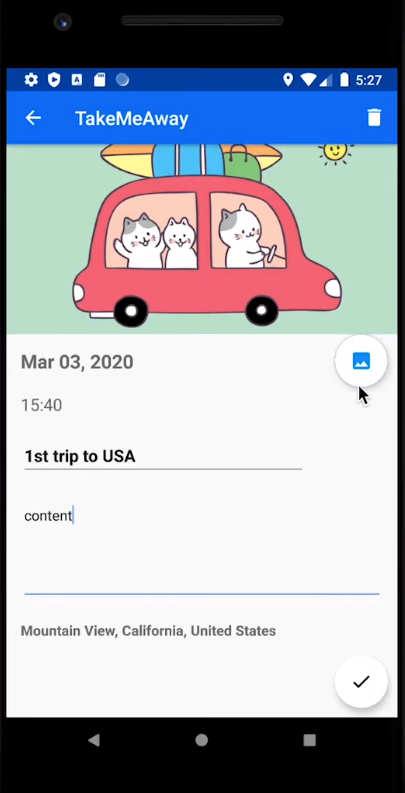 5:27
TakeMeAway
Mar 03, 2020
15:40
1st trip to USA
content
Mountain View, California, United States